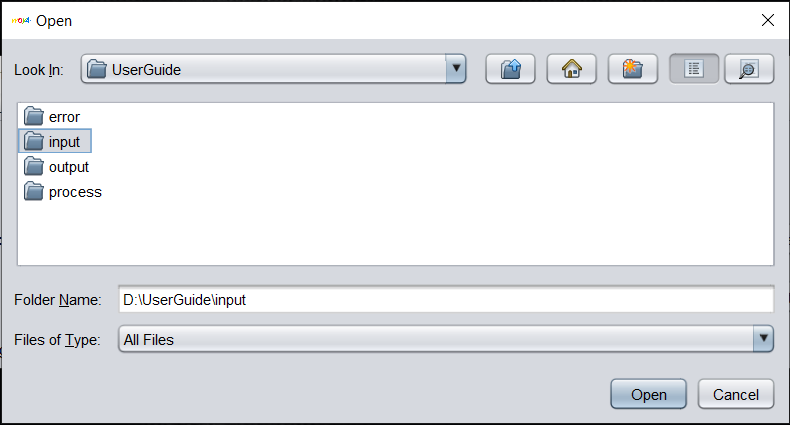 Open
Look In: UserGuide
error
input
output
process
Folder Name: D:\UserGuide\input
Files of Type: All Files
Open Cancel